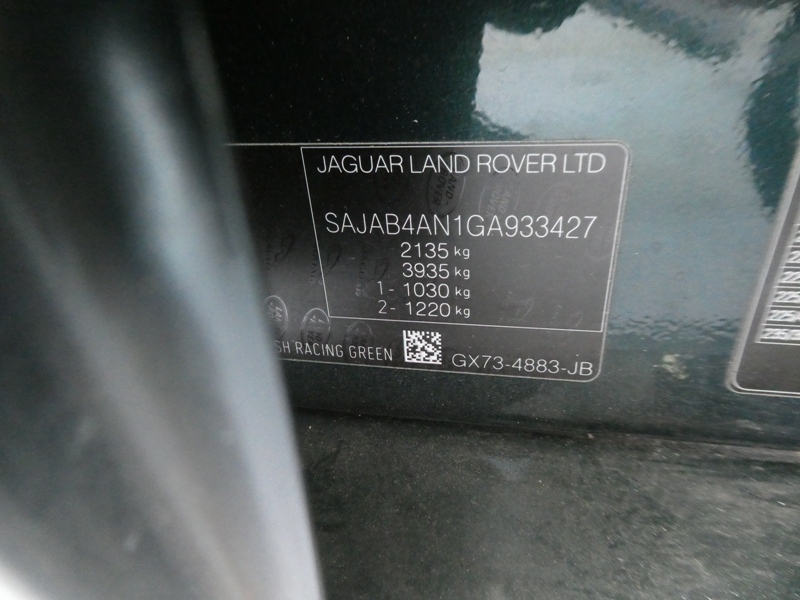 JAGUAR LAND ROVER LTD
SAJAB4AN1GA933427
2135 kg
3935 kg
1- 1030 kg
2- 1220 kg
SH RACING GREEN
GX73-4883-JB